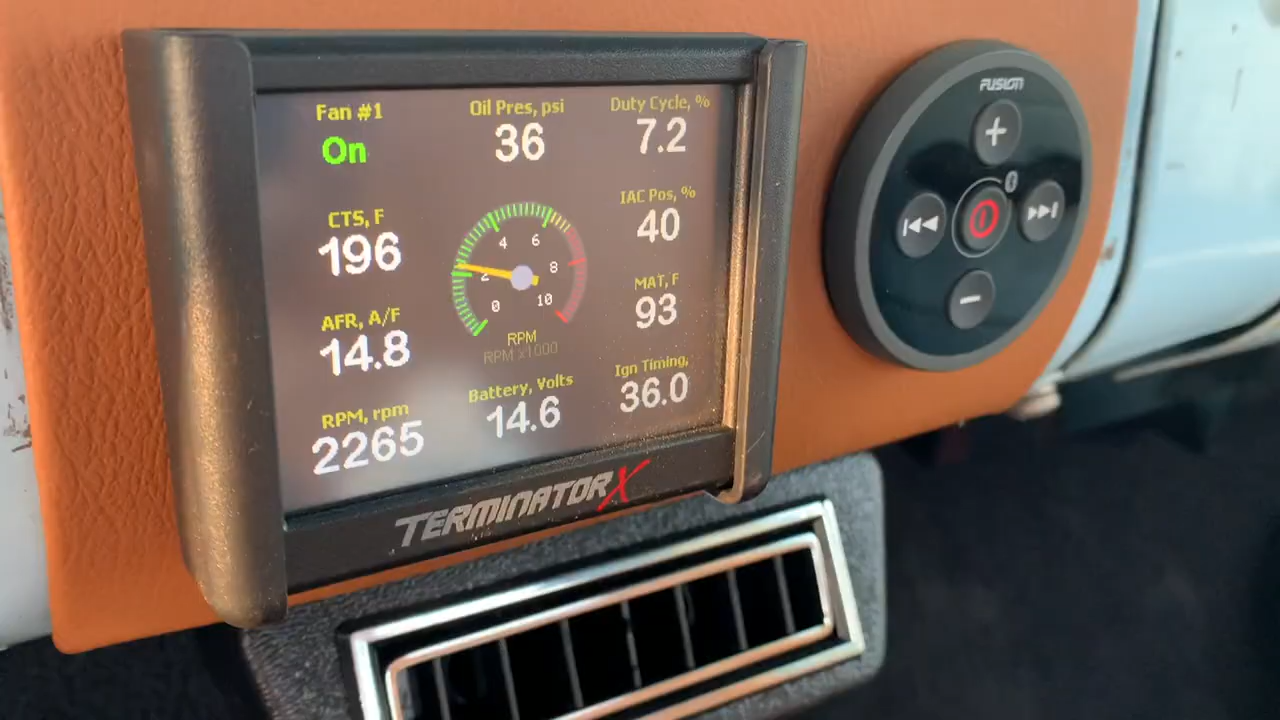 Fan #1
On
Oil Pres, psi
36
Duty Cycle, %
7.2
CTS, F
196
IAC Pos, %
40
AFR, A/F
14.8
0
2
4
6
8
10
RPM
RPM x1000
MAT, F
93
RPM, rpm
2265
Battery, Volts
14.6
Ign Timing,
36.0
TERMINATOR X
FUSION